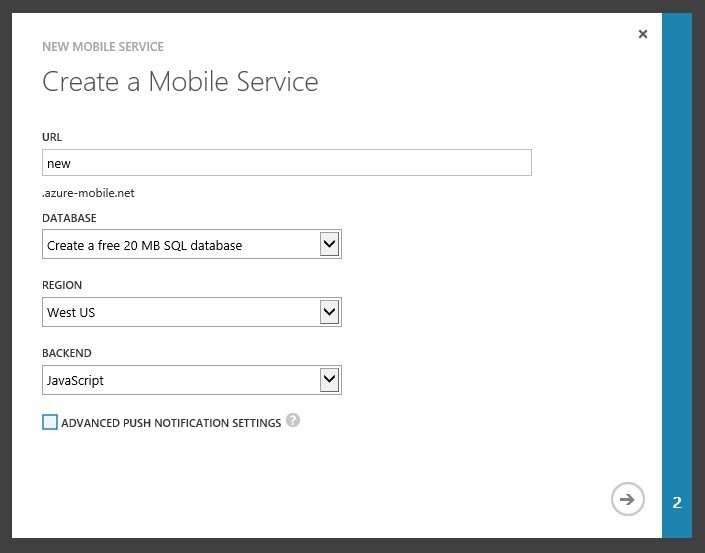 NEW MOBILE SERVICE
Create a Mobile Service
URL
new
.azure-mobile.net
DATABASE
Create a free 20 MB SQL database
REGION
West US
BACKEND
JavaScript
ADVANCED PUSH NOTIFICATION SETTINGS ?
2